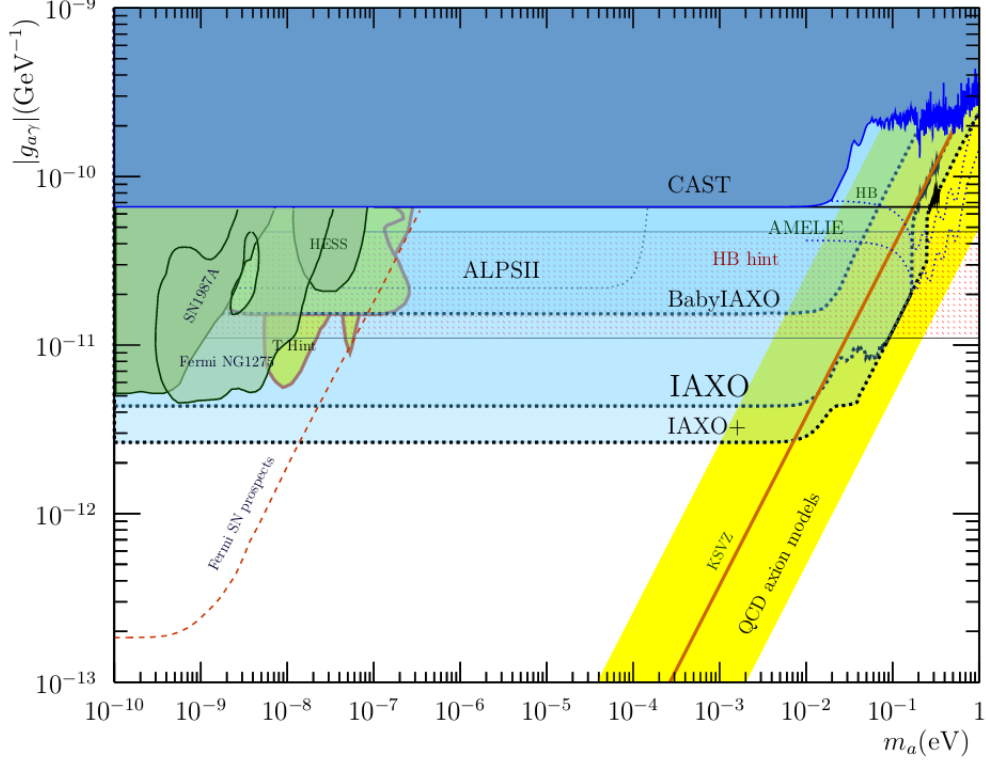 10⁻⁹
|g_{aγ}|(GeV⁻¹)
10⁻¹⁰
CAST
HB
AMELIE
HESS
HB hint
ALPSII
SN1987A
BabyIAXO
10⁻¹¹
T Hint
Fermi NG1275
IAXO
IAXO+
10⁻¹²
Fermi SN prospects
KSVZ
QCD axion models
10⁻¹³
10⁻¹⁰ 10⁻⁹ 10⁻⁸ 10⁻⁷ 10⁻⁶ 10⁻⁵ 10⁻⁴ 10⁻³ 10⁻² 10⁻¹ 1
m_a(eV)